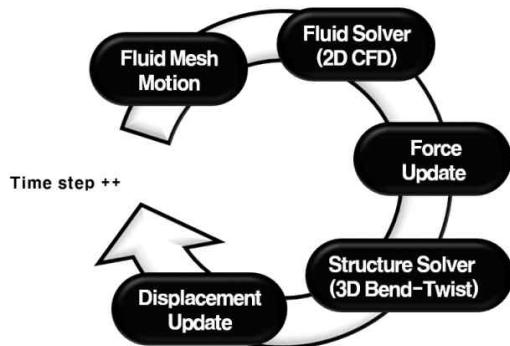 Fluid Mesh
Motion
Fluid Solver
(2D CFD)
Force
Update
Structure Solver
(3D Bend-Twist)
Displacement
Update
Time step ++